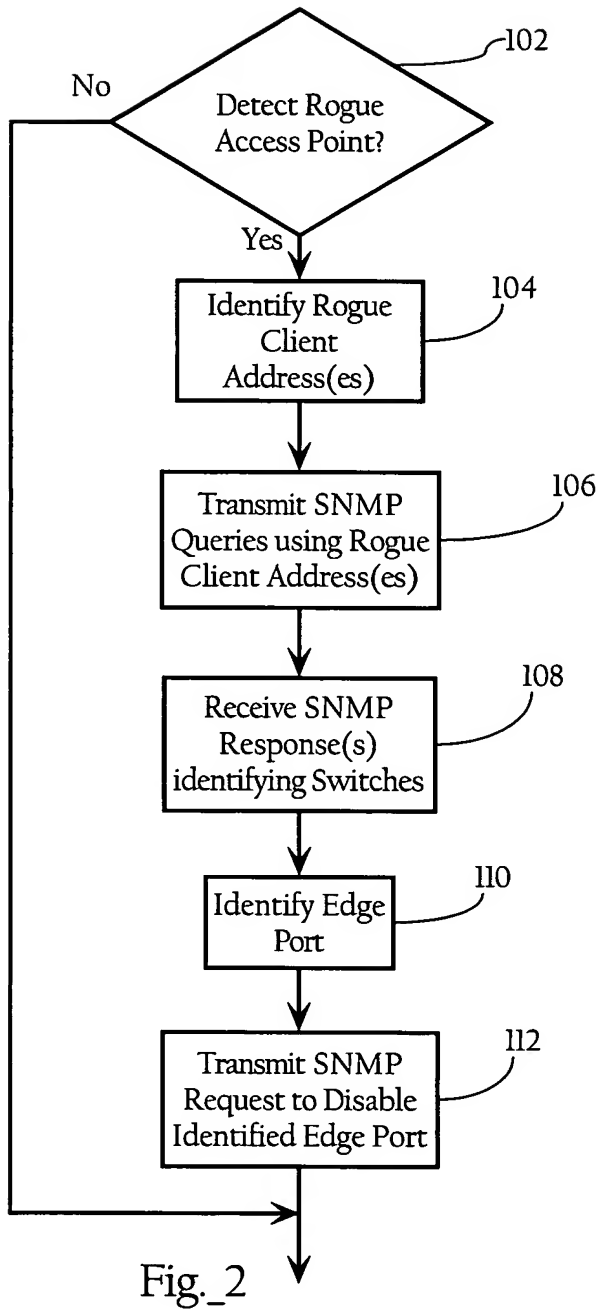 102
No
Detect Rogue
Access Point?
Yes
104
Identify Rogue
Client
Address(es)
106
Transmit SNMP
Queries using Rogue
Client Address(es)
108
Receive SNMP
Response(s)
identifying Switches
110
Identify Edge
Port
112
Transmit SNMP
Request to Disable
Identified Edge Port
Fig._2